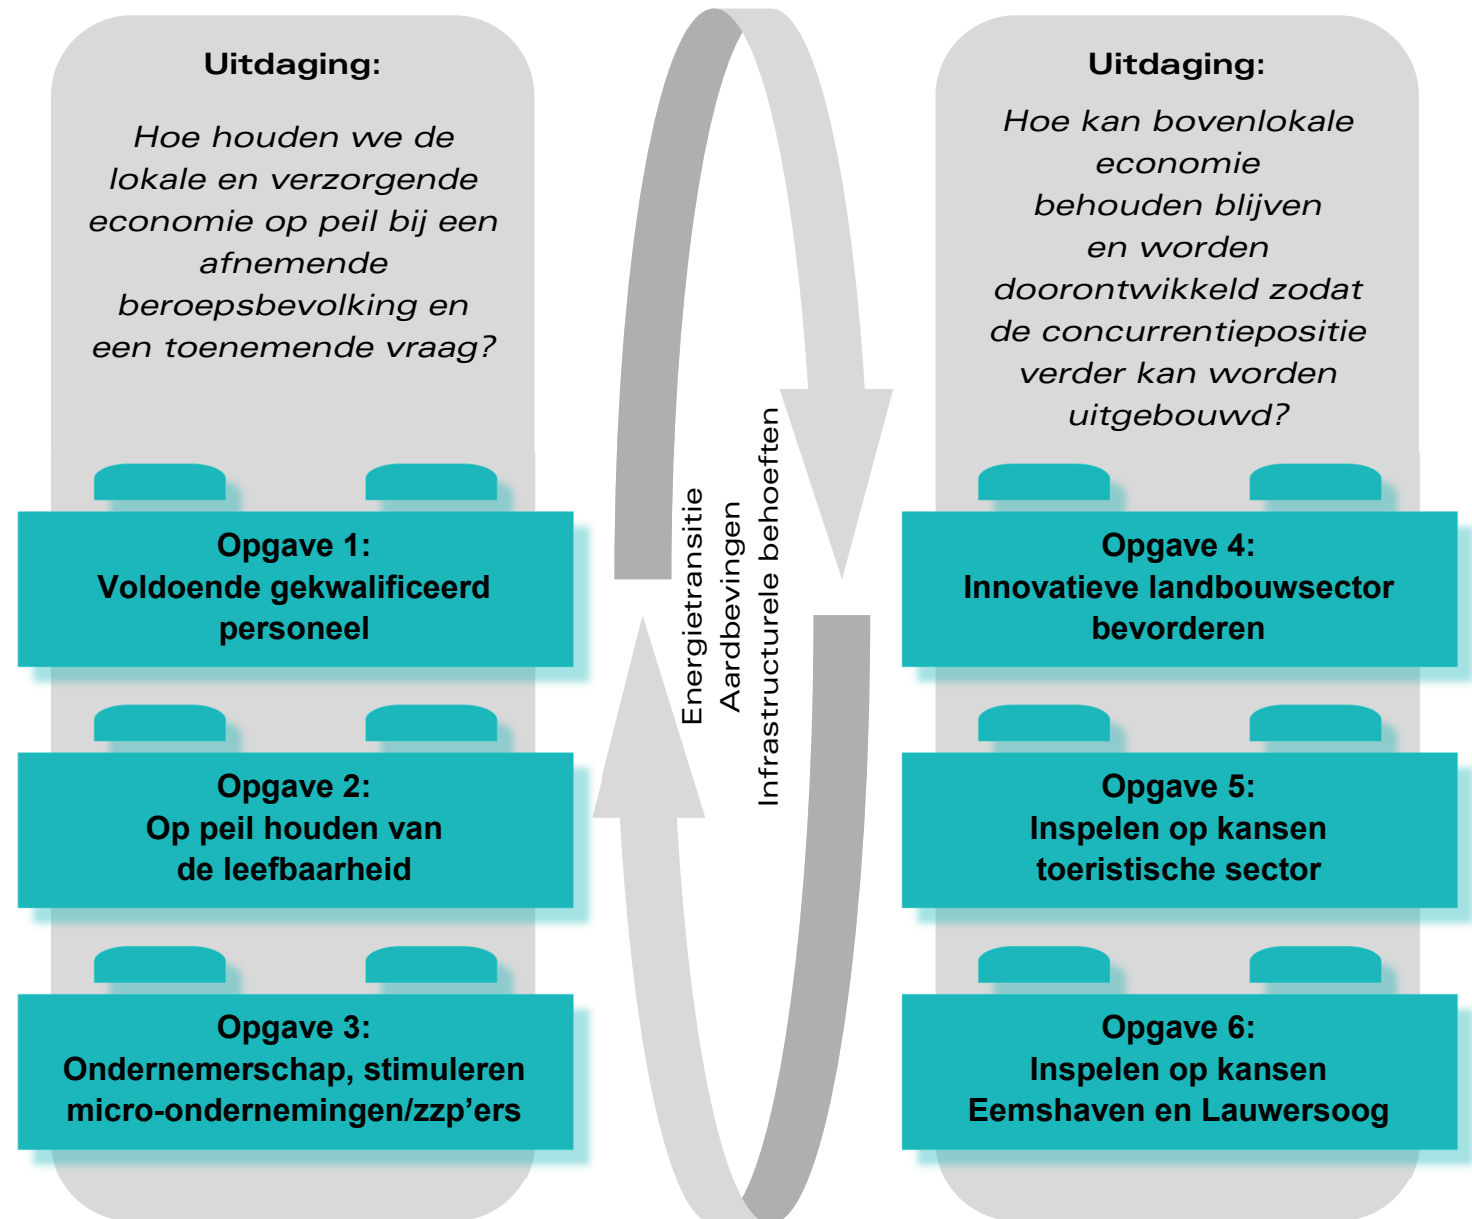 Uitdaging:
Hoe houden we de
lokale en verzorgende
economie op peil bij een
afnemende
beroepsbevolking en
een toenemende vraag?
Opgave 1:
Voldoende gekwalificeerd
personeel
Opgave 2:
Op peil houden van
de leefbaarheid
Opgave 3:
Ondernemerschap, stimuleren
micro-ondernemingen/zzp’ers
Energietransitie
Aardbevingen
Infrastructurele behoeften
Uitdaging:
Hoe kan bovenlokale
economie
behouden blijven
en worden
doorontwikkeld zodat
de concurrentiepositie
verder kan worden
uitgebouwd?
Opgave 4:
Innovatieve landbouwsector
bevorderen
Opgave 5:
Inspelen op kansen
toeristische sector
Opgave 6:
Inspelen op kansen
Eemshaven en Lauwersoog